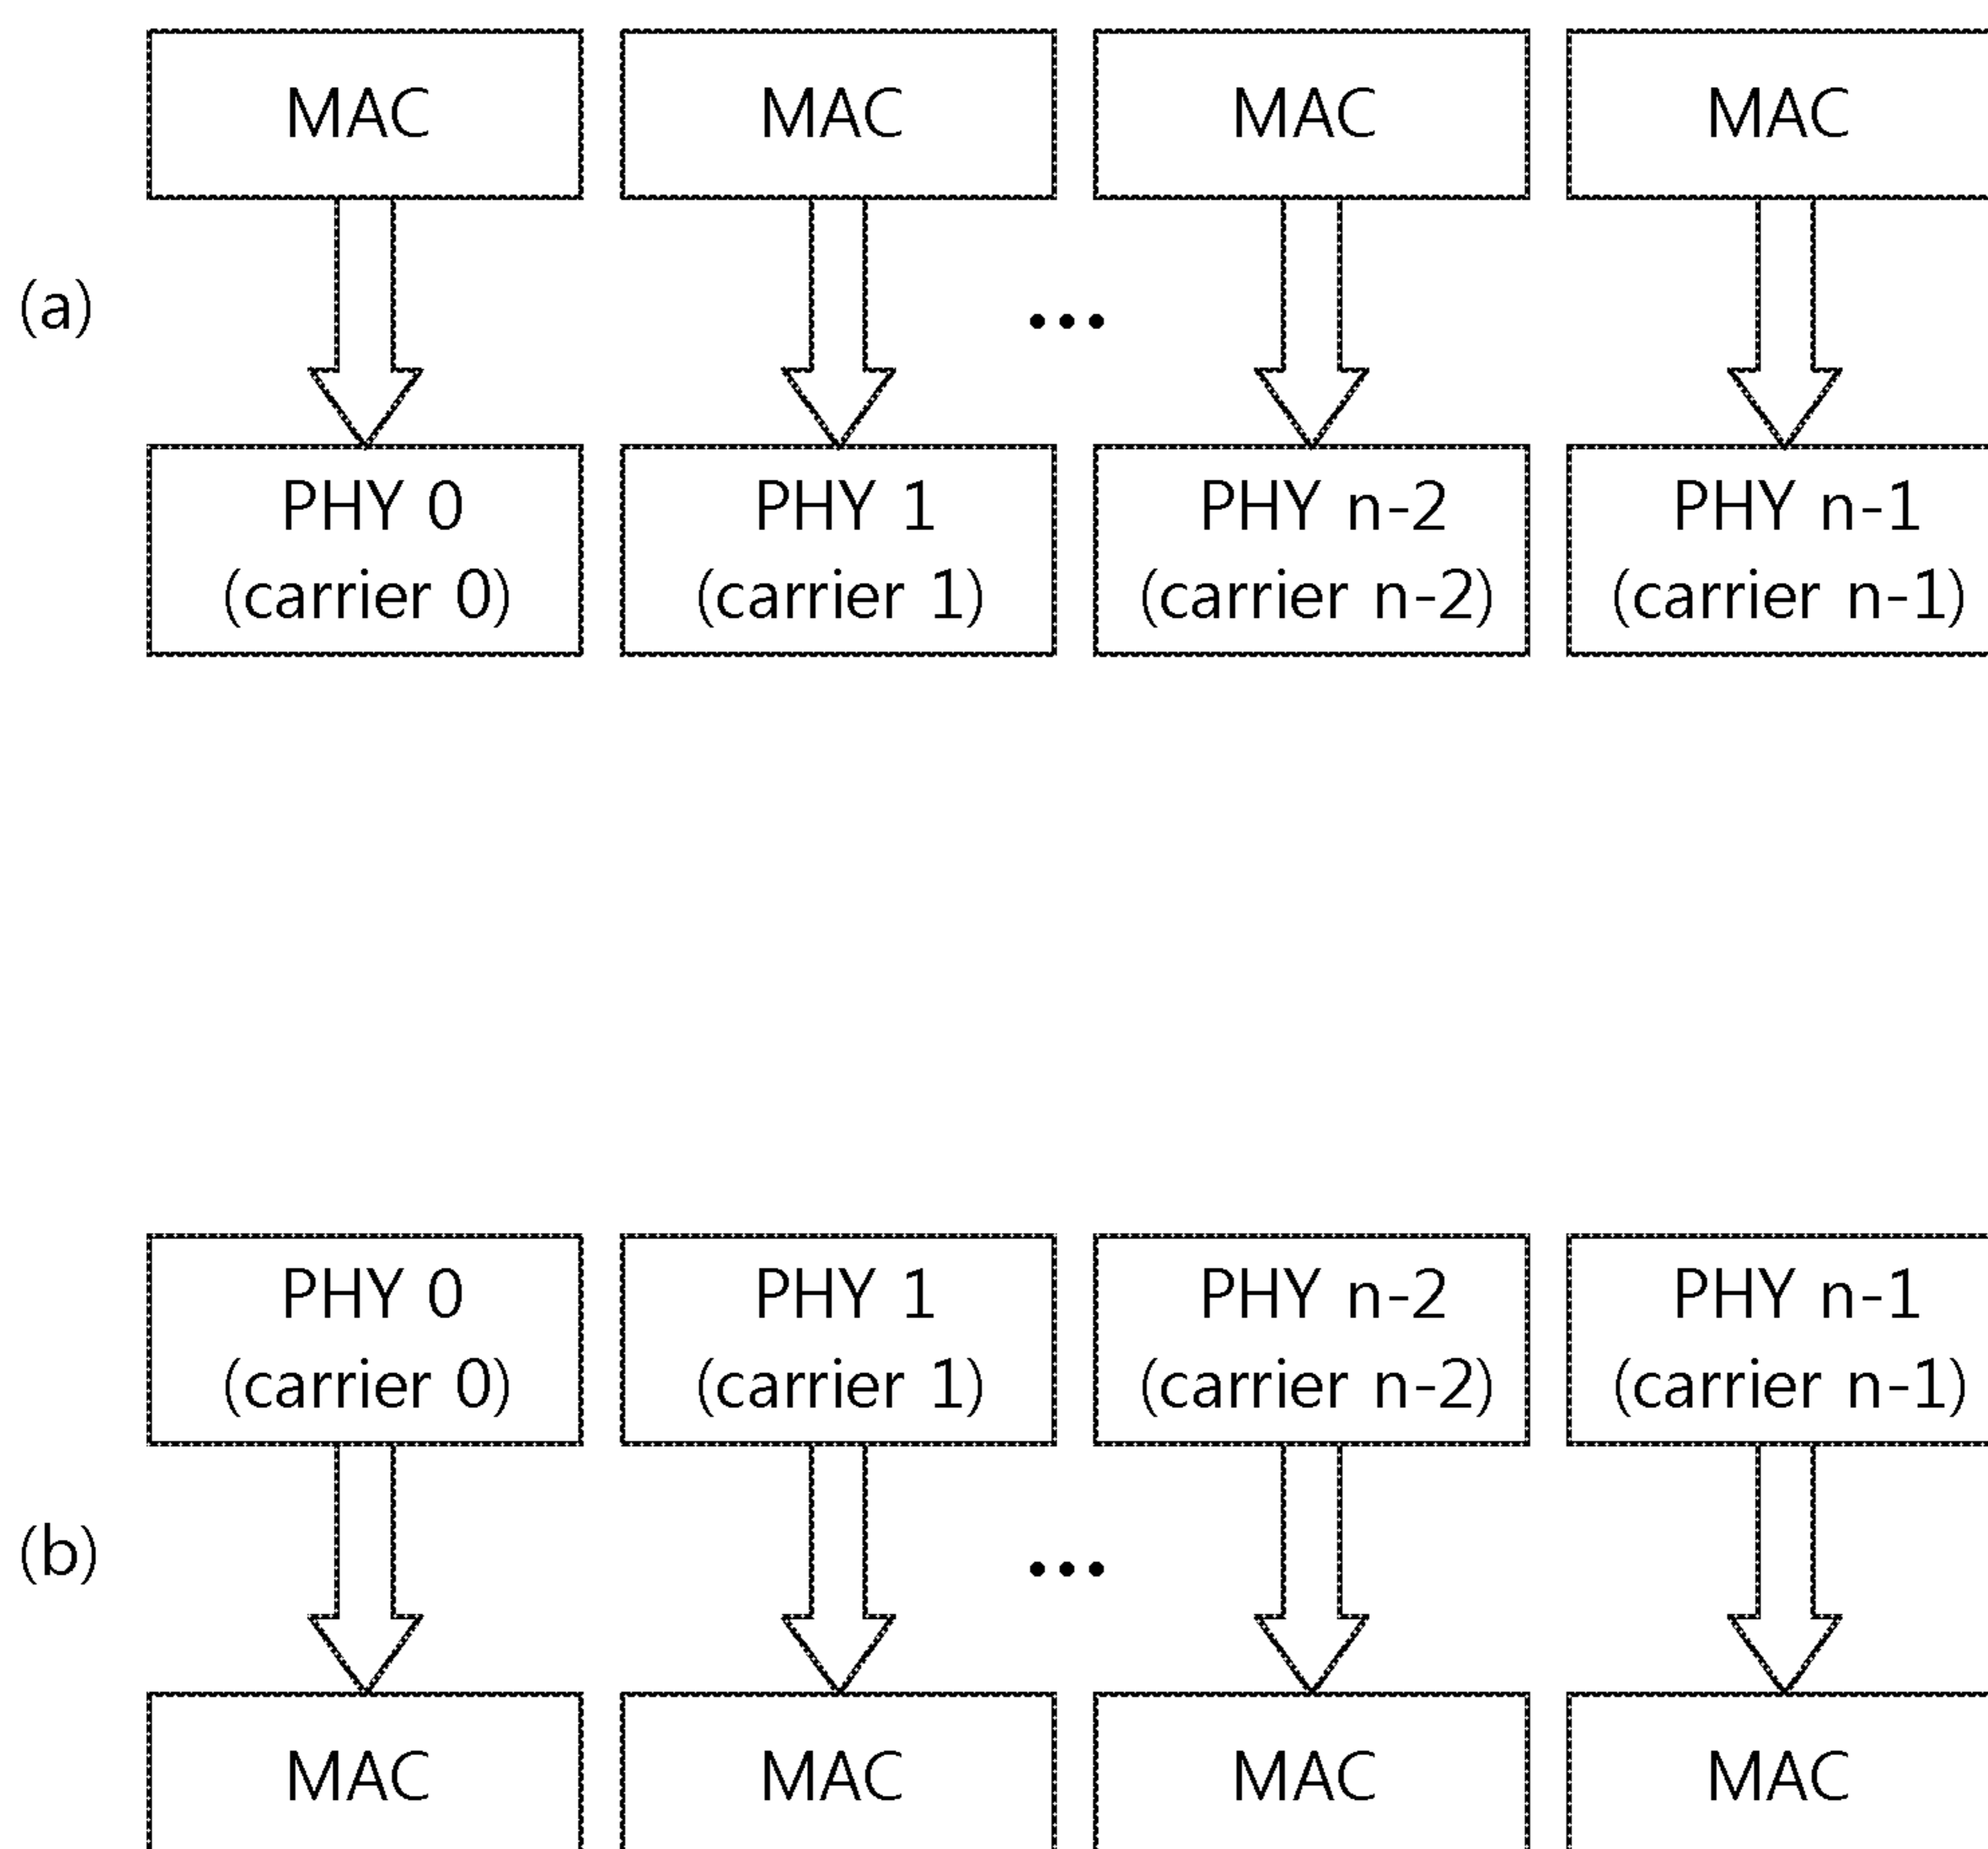 MAC MAC MAC MAC
(a)
...
PHY 0 PHY 1 PHY n-2 PHY n-1
(carrier 0) (carrier 1) (carrier n-2) (carrier n-1)
PHY 0 PHY 1 PHY n-2 PHY n-1
(carrier 0) (carrier 1) (carrier n-2) (carrier n-1)
(b)
...
MAC MAC MAC MAC